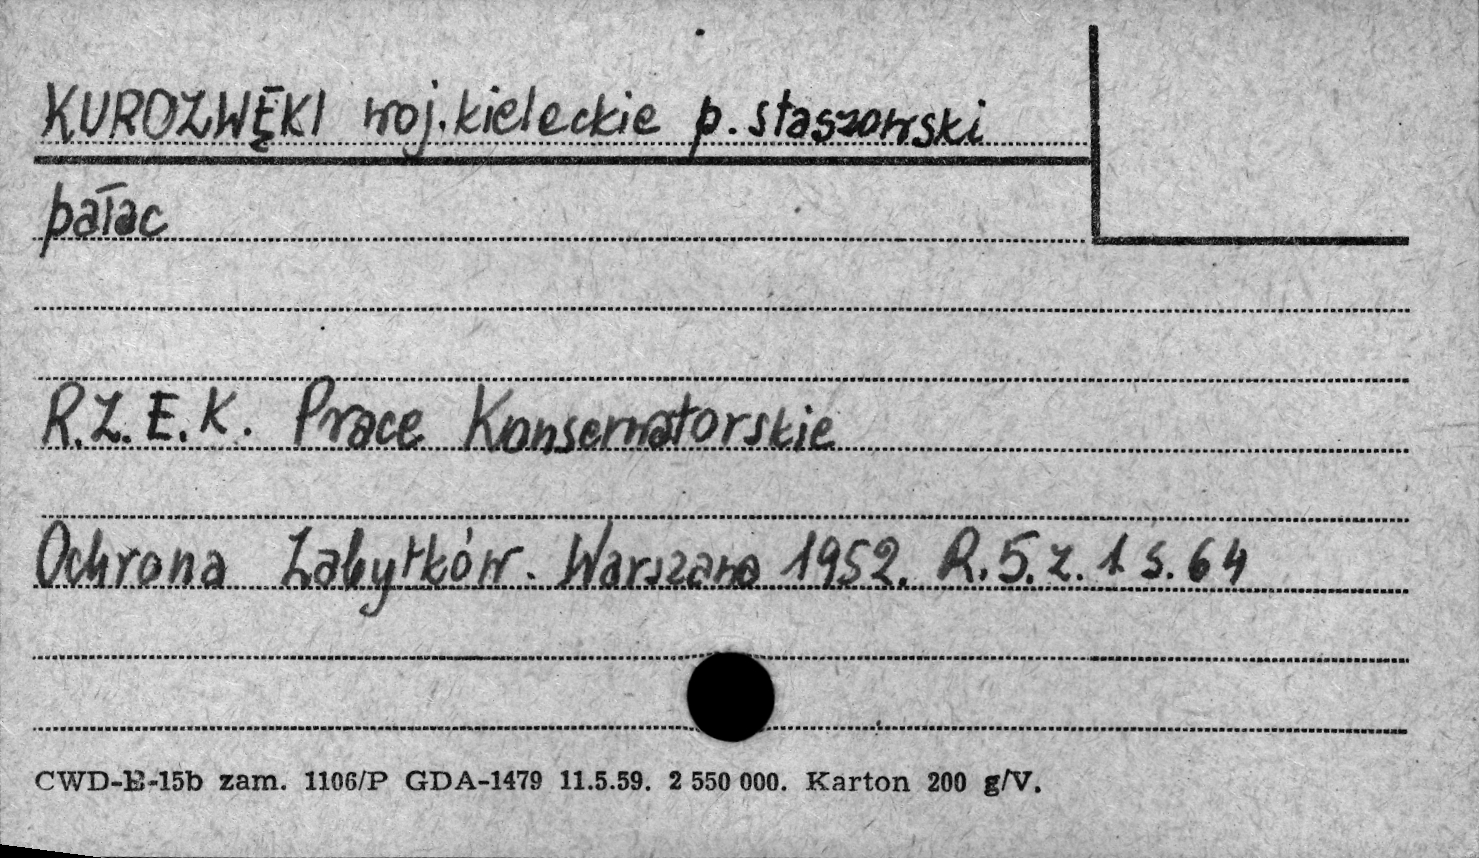 KUROZWĘKI woj. kieleckie p. staszowski
pałac
R.Z.E.K. Prace Konserwatorskie
Ochrona Zabytków. Warszawa 1952. R.5. z. 1 s. 64
CWD-E-15b zam. 1106/P GDA-1479 11.5.59. 2 550 000. Karton 200 g/V.